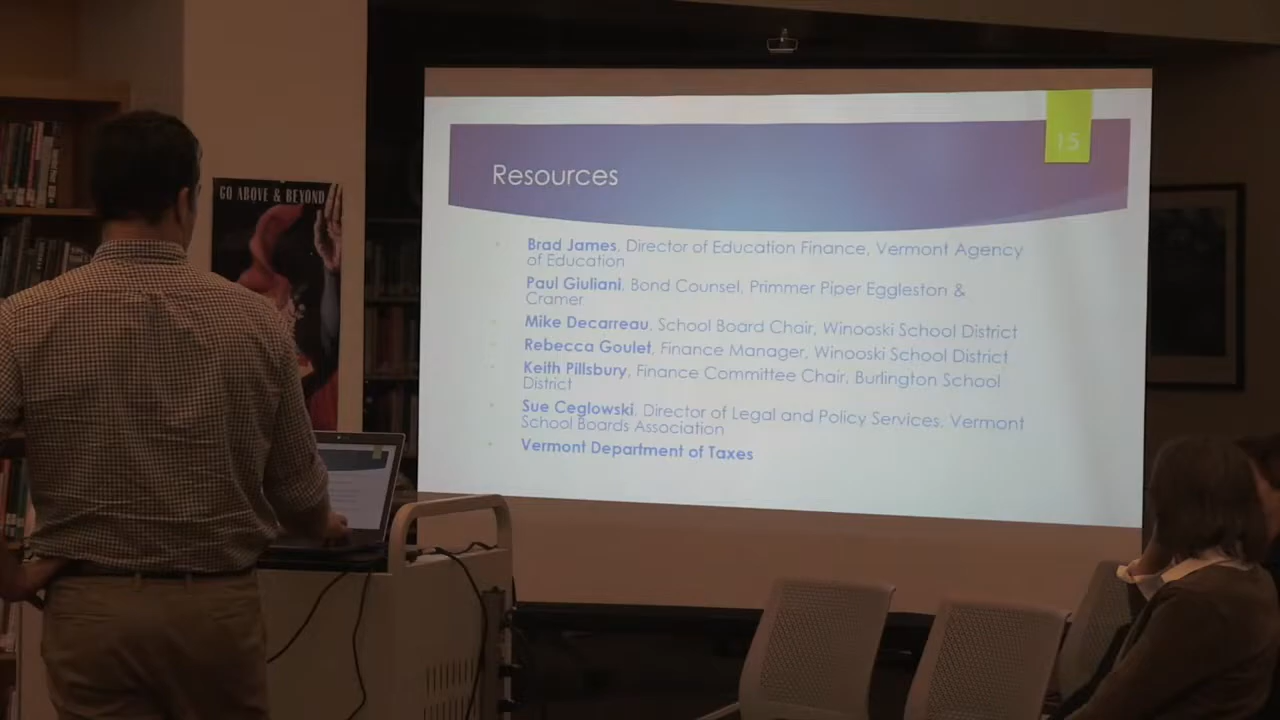 GO ABOVE & BEYOND
15
Resources
Brad James, Director of Education Finance, Vermont Agency
of Education
Paul Giuliani, Bond Counsel, Primmer Piper Eggleston &
Cramer
Mike Decarreau, School Board Chair, Winooski School District
Rebecca Goulet, Finance Manager, Winooski School District
Keith Pillsbury, Finance Committee Chair, Burlington School
District
Sue Ceglowski, Director of Legal and Policy Services, Vermont
School Boards Association
Vermont Department of Taxes